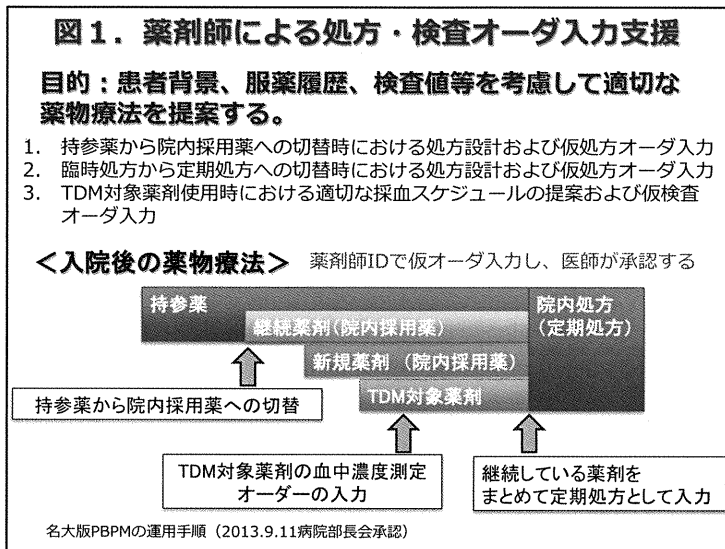 図１．薬剤師による処方・検査オーダ入力支援
目的：患者背景、服薬履歴、検査値等を考慮して適切な
薬物療法を提案する。
1. 持参薬から院内採用薬への切替時における処方設計および仮処方オーダ入力
2. 臨時処方から定期処方への切替時における処方設計および仮処方オーダ入力
3. TDM対象薬剤使用時における適切な採血スケジュールの提案および仮検査
オーダ入力
＜入院後の薬物療法＞ 薬剤師IDで仮オーダ入力し、医師が承認する
持参薬
院内処方
（定期処方）
継続薬剤（院内採用薬）
新規薬剤（院内採用薬）
TDM対象薬剤
持参薬から院内採用薬への切替
TDM対象薬剤の血中濃度測定
オーダーの入力
継続している薬剤を
まとめて定期処方として入力
名大版PBPMの運用手順（2013.9.11病院部長会承認）